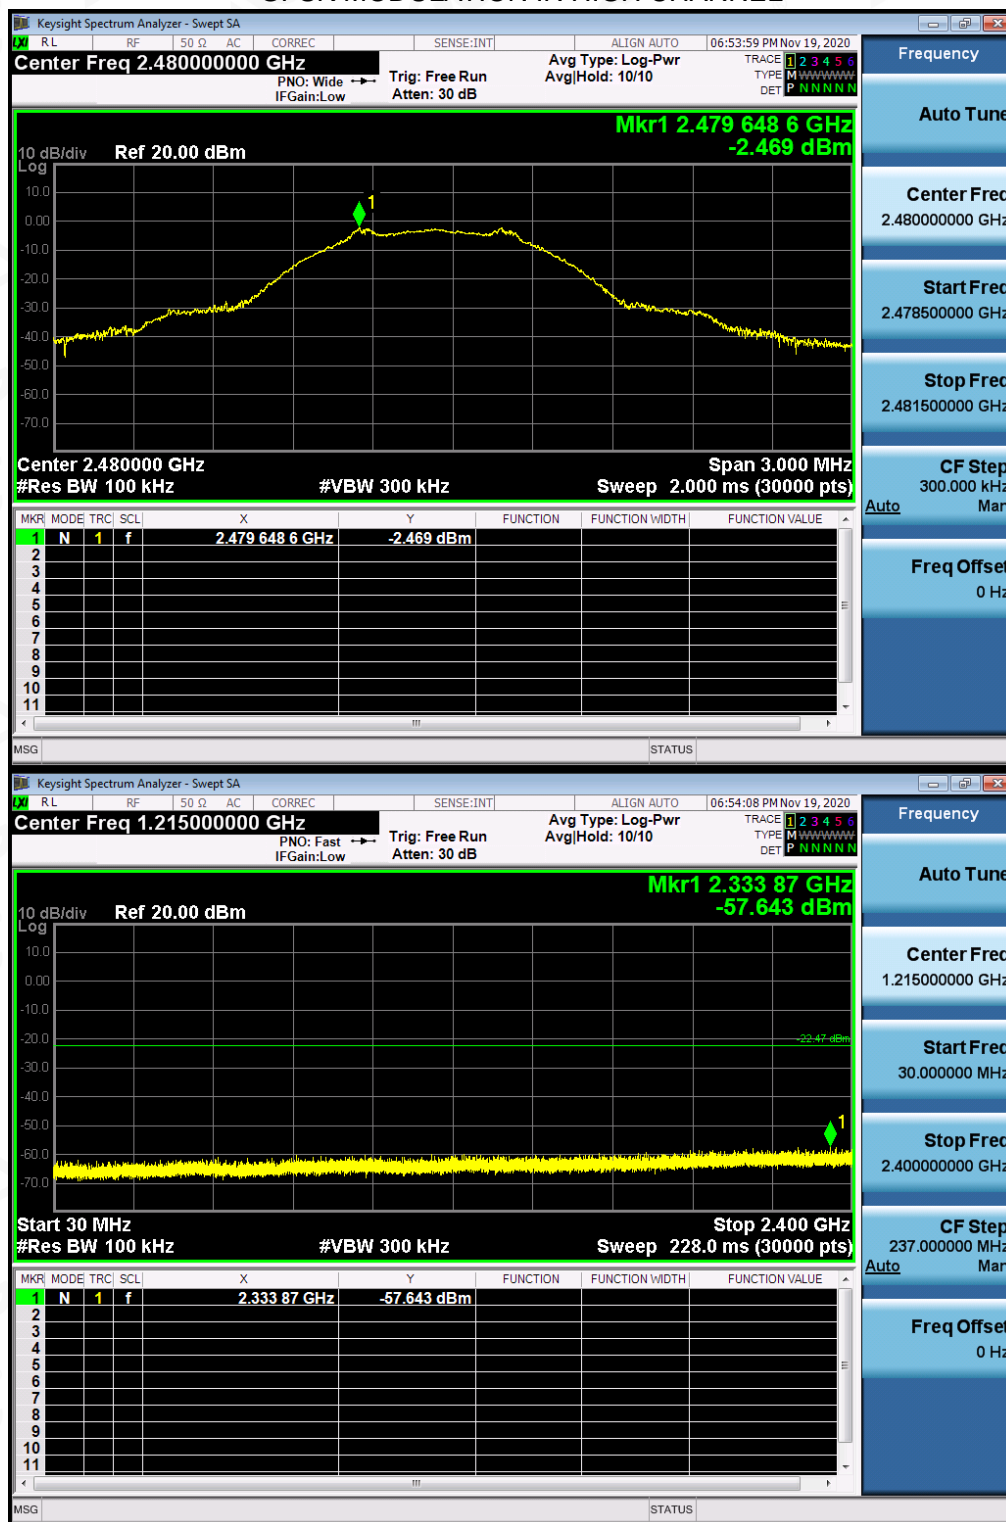 Keysight Spectrum Analyzer - Swept SA
LXI RL RF 50 Ω AC CORREC SENSE:INT ALIGN AUTO 06:53:59 PM Nov 19, 2020
Center Freq 2.480000000 GHz
PNO: Wide
IFGain:Low
Trig: Free Run
Atten: 30 dB
Avg Type: Log-Pwr
Avg|Hold: 10/10
TRACE 1 2 3 4 5 6
TYPE M WWWWW
DET P N N N N N
Mkr1 2.479 648 6 GHz
-2.469 dBm
10 dB/div Ref 20.00 dBm
Log
10.0
1
0.00
-10.0
-20.0
-30.0
-40.0
-50.0
-60.0
-70.0
Center 2.480000 GHz Span 3.000 MHz
#Res BW 100 kHz #VBW 300 kHz Sweep 2.000 ms (30000 pts)
MKR MODE TRC SCL X Y FUNCTION FUNCTION WIDTH FUNCTION VALUE
1 N 1 f 2.479 648 6 GHz -2.469 dBm
2
3
4
5
6
7
8
9
10
11
MSG STATUS
Frequency
Auto Tune
Center Freq
2.480000000 GHz
Start Freq
2.478500000 GHz
Stop Freq
2.481500000 GHz
CF Step
300.000 kHz
Auto Man
Freq Offset
0 Hz
Keysight Spectrum Analyzer - Swept SA
LXI RL RF 50 Ω AC CORREC SENSE:INT ALIGN AUTO 06:54:08 PM Nov 19, 2020
Center Freq 1.215000000 GHz
PNO: Fast
IFGain:Low
Trig: Free Run
Atten: 30 dB
Avg Type: Log-Pwr
Avg|Hold: 10/10
TRACE 1 2 3 4 5 6
TYPE M WWWWW
DET P N N N N N
Mkr1 2.333 87 GHz
-57.643 dBm
10 dB/div Ref 20.00 dBm
Log
10.0
0.00
-10.0
-20.0
-22.47 dBm
-30.0
-40.0
-50.0
1
-60.0
-70.0
Start 30 MHz Stop 2.400 GHz
#Res BW 100 kHz #VBW 300 kHz Sweep 228.0 ms (30000 pts)
MKR MODE TRC SCL X Y FUNCTION FUNCTION WIDTH FUNCTION VALUE
1 N 1 f 2.333 87 GHz -57.643 dBm
2
3
4
5
6
7
8
9
10
11
MSG STATUS
Frequency
Auto Tune
Center Freq
1.215000000 GHz
Start Freq
30.000000 MHz
Stop Freq
2.400000000 GHz
CF Step
237.000000 MHz
Auto Man
Freq Offset
0 Hz